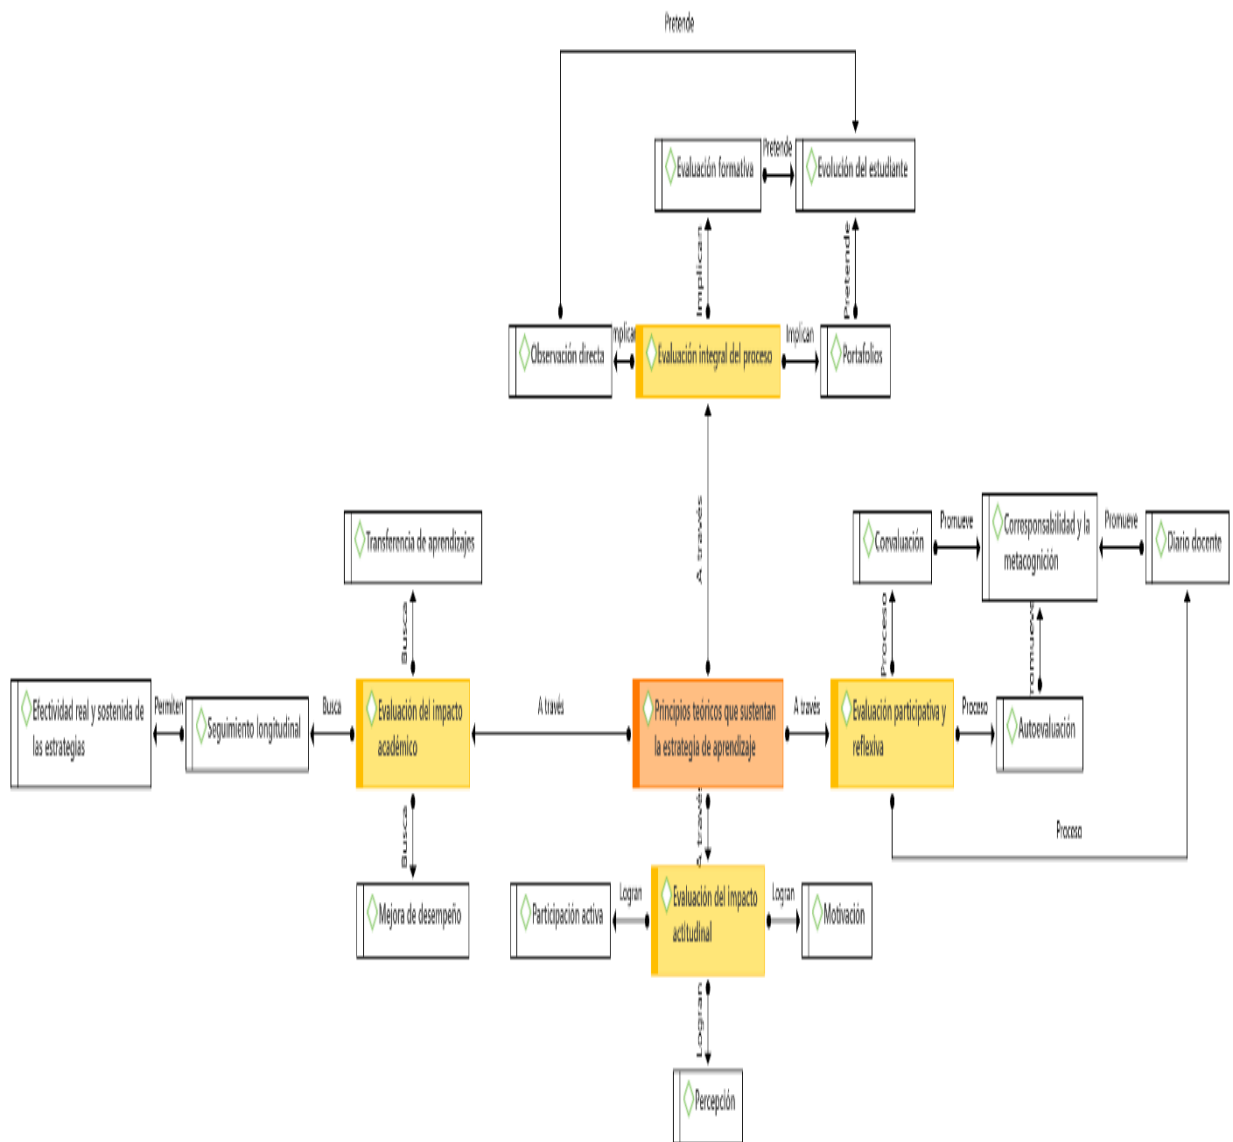 Pretende
Evaluación formativa
Pretende
Evolución del estudiante
Implican
Pretende
Observación directa
Implican
Evaluación integral del proceso
Implican
Portafolios
A través
Transferencia de aprendizajes
Coevaluación
Promueve
Corresponsabilidad y la
metacognición
Promueve
Diario docente
Busca
Proceso
Promueve
Efectividad real y sostenida de
las estrategias
Permiten
Seguimiento longitudinal
Busca
Evaluación del impacto
académico
A través
Principios teóricos que sustentan
la estrategia de aprendizaje
A través
Evaluación participativa y
reflexiva
Proceso
Autoevaluación
Busca
A través
Proceso
Mejora de desempeño
Participación activa
Logran
Evaluación del impacto
actitudinal
Logran
Motivación
Logran
Percepción